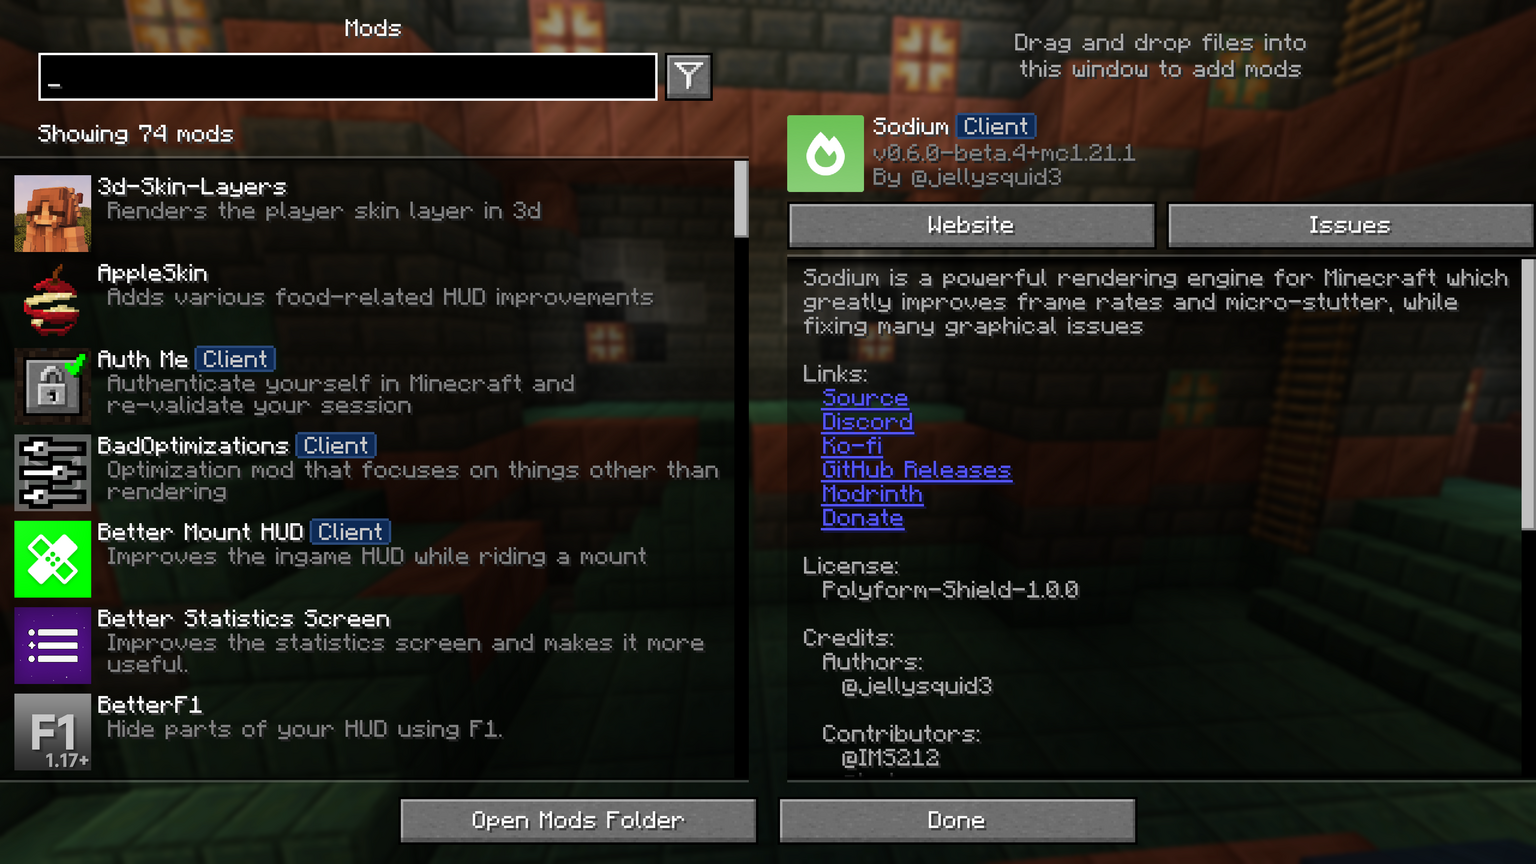 Mods
_
Showing 74 mods
3d-Skin-Layers
Renders the player skin layer in 3d
AppleSkin
Adds various food-related HUD improvements
Auth Me Client
Authenticate yourself in Minecraft and
re-validate your session
BadOptimizations Client
Optimization mod that focuses on things other than
rendering
Better Mount HUD Client
Improves the ingame HUD while riding a mount
Better Statistics Screen
Improves the statistics screen and makes it more
useful.
F1
1.17+
BetterF1
Hide parts of your HUD using F1.
Drag and drop files into
this window to add mods
Sodium Client
v0.6.0-beta.4+mc1.21.1
By @jellysquid3
Website Issues
Sodium is a powerful rendering engine for Minecraft which
greatly improves frame rates and micro-stutter, while
fixing many graphical issues
Links:
Source
Discord
Ko-fi
GitHub Releases
Modrinth
Donate
License:
Polyform-Shield-1.0.0
Credits:
Authors:
@jellysquid3
Contributors:
@IMS212
Open Mods Folder Done